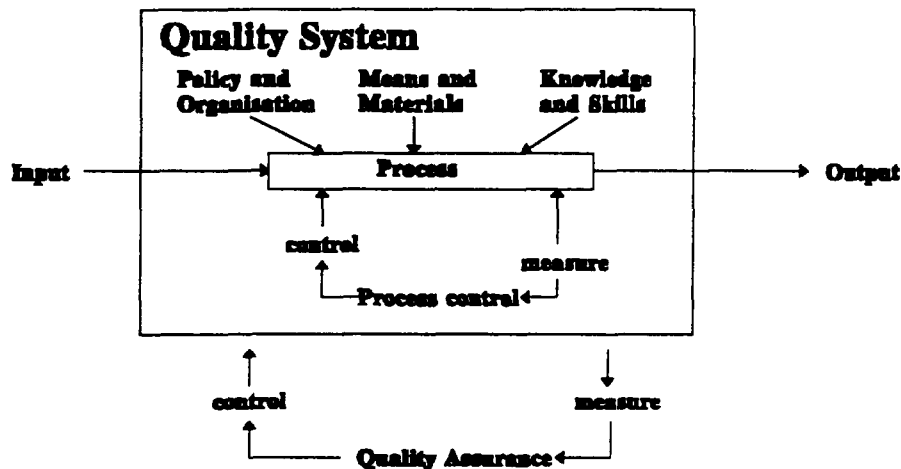 Quality System
Policy and
Organisation
Means and
Materials
Knowledge
and Skills
Input
Process
Output
control
measure
Process control
control
measure
Quality Assurance